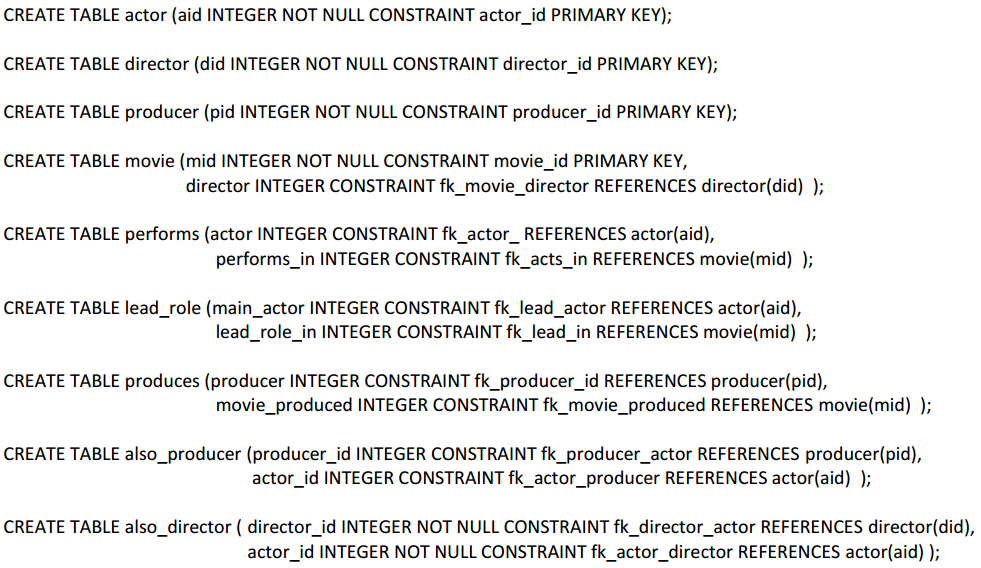 CREATE TABLE actor (aid INTEGER NOT NULL CONSTRAINT actor_id PRIMARY KEY);
CREATE TABLE director (did INTEGER NOT NULL CONSTRAINT director_id PRIMARY KEY);
CREATE TABLE producer (pid INTEGER NOT NULL CONSTRAINT producer_id PRIMARY KEY);
CREATE TABLE movie (mid INTEGER NOT NULL CONSTRAINT movie_id PRIMARY KEY,
director INTEGER CONSTRAINT fk_movie_director REFERENCES director(did) );
CREATE TABLE performs (actor INTEGER CONSTRAINT fk_actor_ REFERENCES actor(aid),
performs_in INTEGER CONSTRAINT fk_acts_in REFERENCES movie(mid) );
CREATE TABLE lead_role (main_actor INTEGER CONSTRAINT fk_lead_actor REFERENCES actor(aid),
lead_role_in INTEGER CONSTRAINT fk_lead_in REFERENCES movie(mid) );
CREATE TABLE produces (producer INTEGER CONSTRAINT fk_producer_id REFERENCES producer(pid),
movie_produced INTEGER CONSTRAINT fk_movie_produced REFERENCES movie(mid) );
CREATE TABLE also_producer (producer_id INTEGER CONSTRAINT fk_producer_actor REFERENCES producer(pid),
actor_id INTEGER CONSTRAINT fk_actor_producer REFERENCES actor(aid) );
CREATE TABLE also_director ( director_id INTEGER NOT NULL CONSTRAINT fk_director_actor REFERENCES director(did),
actor_id INTEGER NOT NULL CONSTRAINT fk_actor_director REFERENCES actor(aid) );